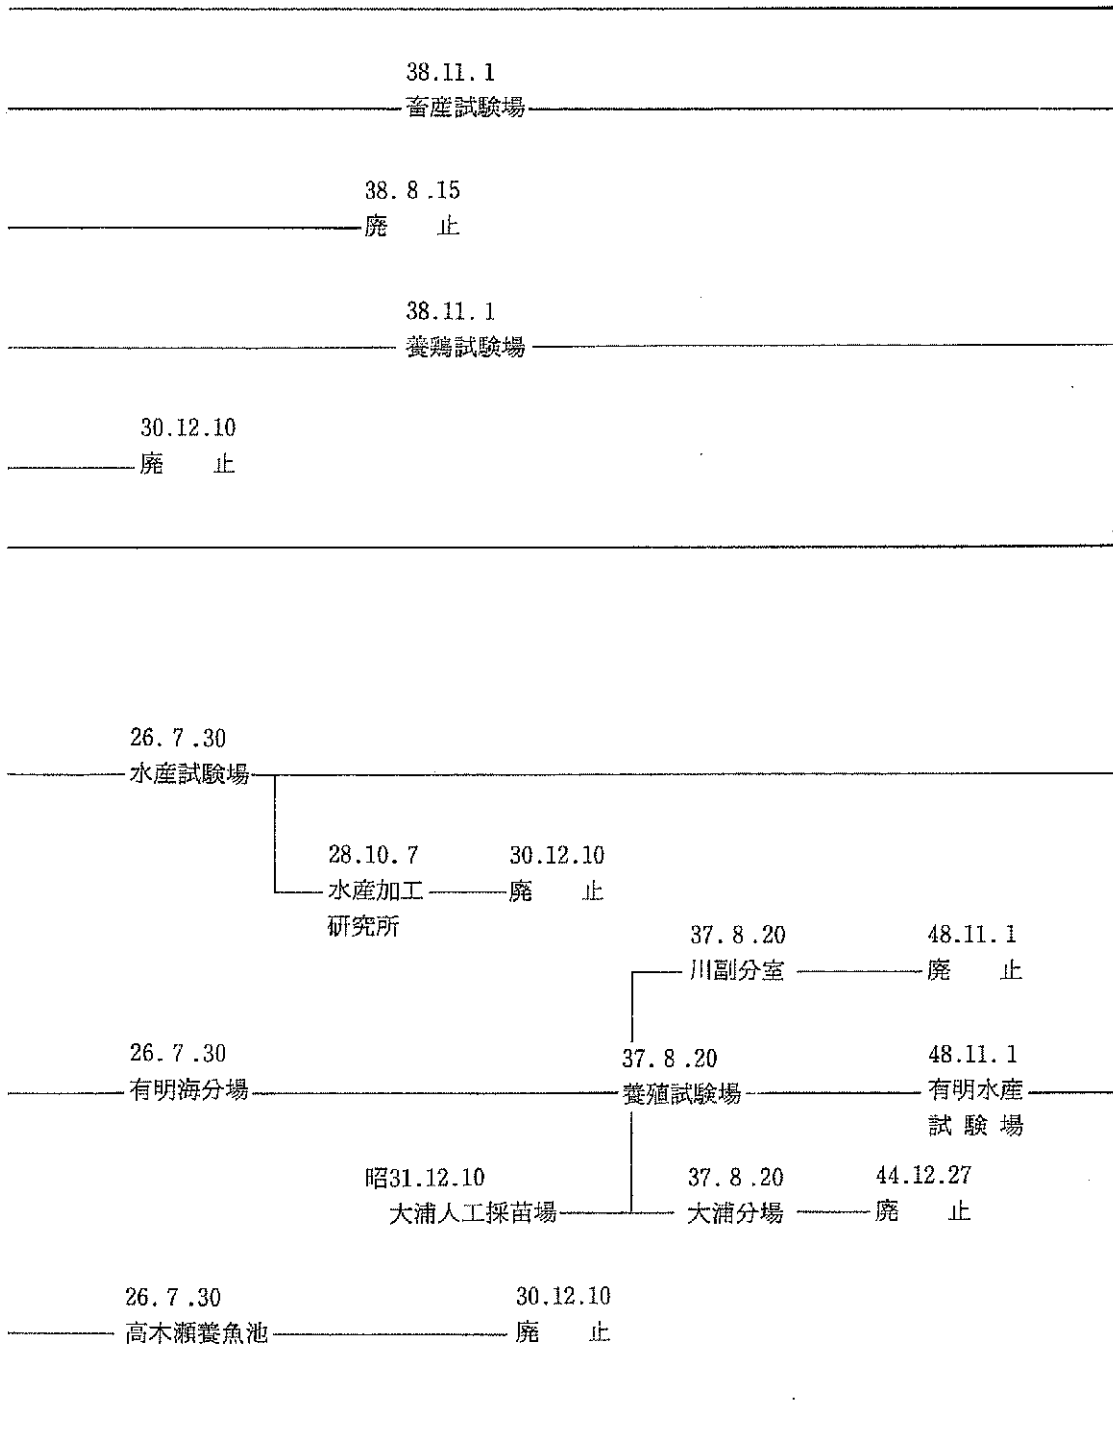 38.11. 1
畜産試験場
38. 8 .15
廃 止
38.11. 1
養鶏試験場
30.12.10
廃 止
26. 7 .30
水産試験場
28.10. 7 30.12.10
水産加工 廃 止
研究所
37. 8 .20 48.11. 1
川副分室 廃 止
26. 7 .30 37. 8 .20 48.11. 1
有明海分場 養殖試験場 有明水産
試 験 場
昭31.12.10 37. 8 .20 44.12.27
大浦人工採苗場 大浦分場 廃 止
26. 7 .30 30.12.10
高木瀬養魚池 廃 止